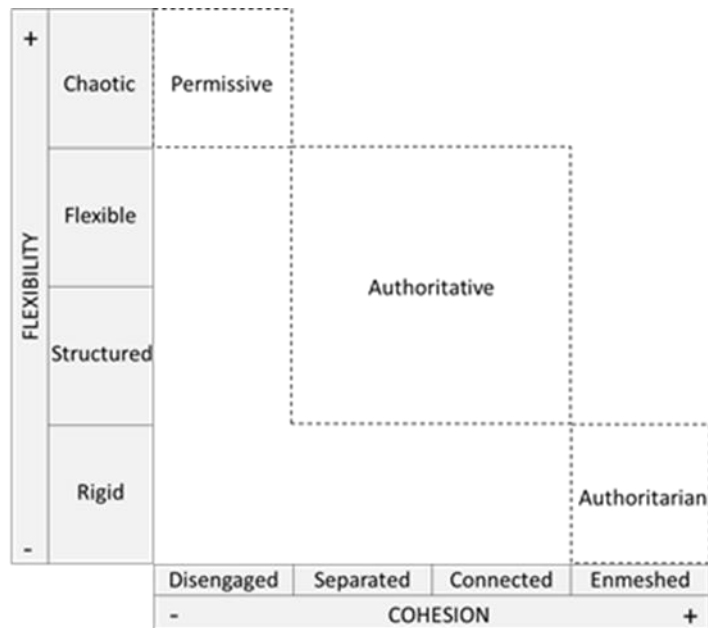 +
Chaotic
Permissive
Flexible
FLEXIBILITY
Authoritative
Structured
Rigid
Authoritarian
-
Disengaged
Separated
Connected
Enmeshed
-
COHESION
+